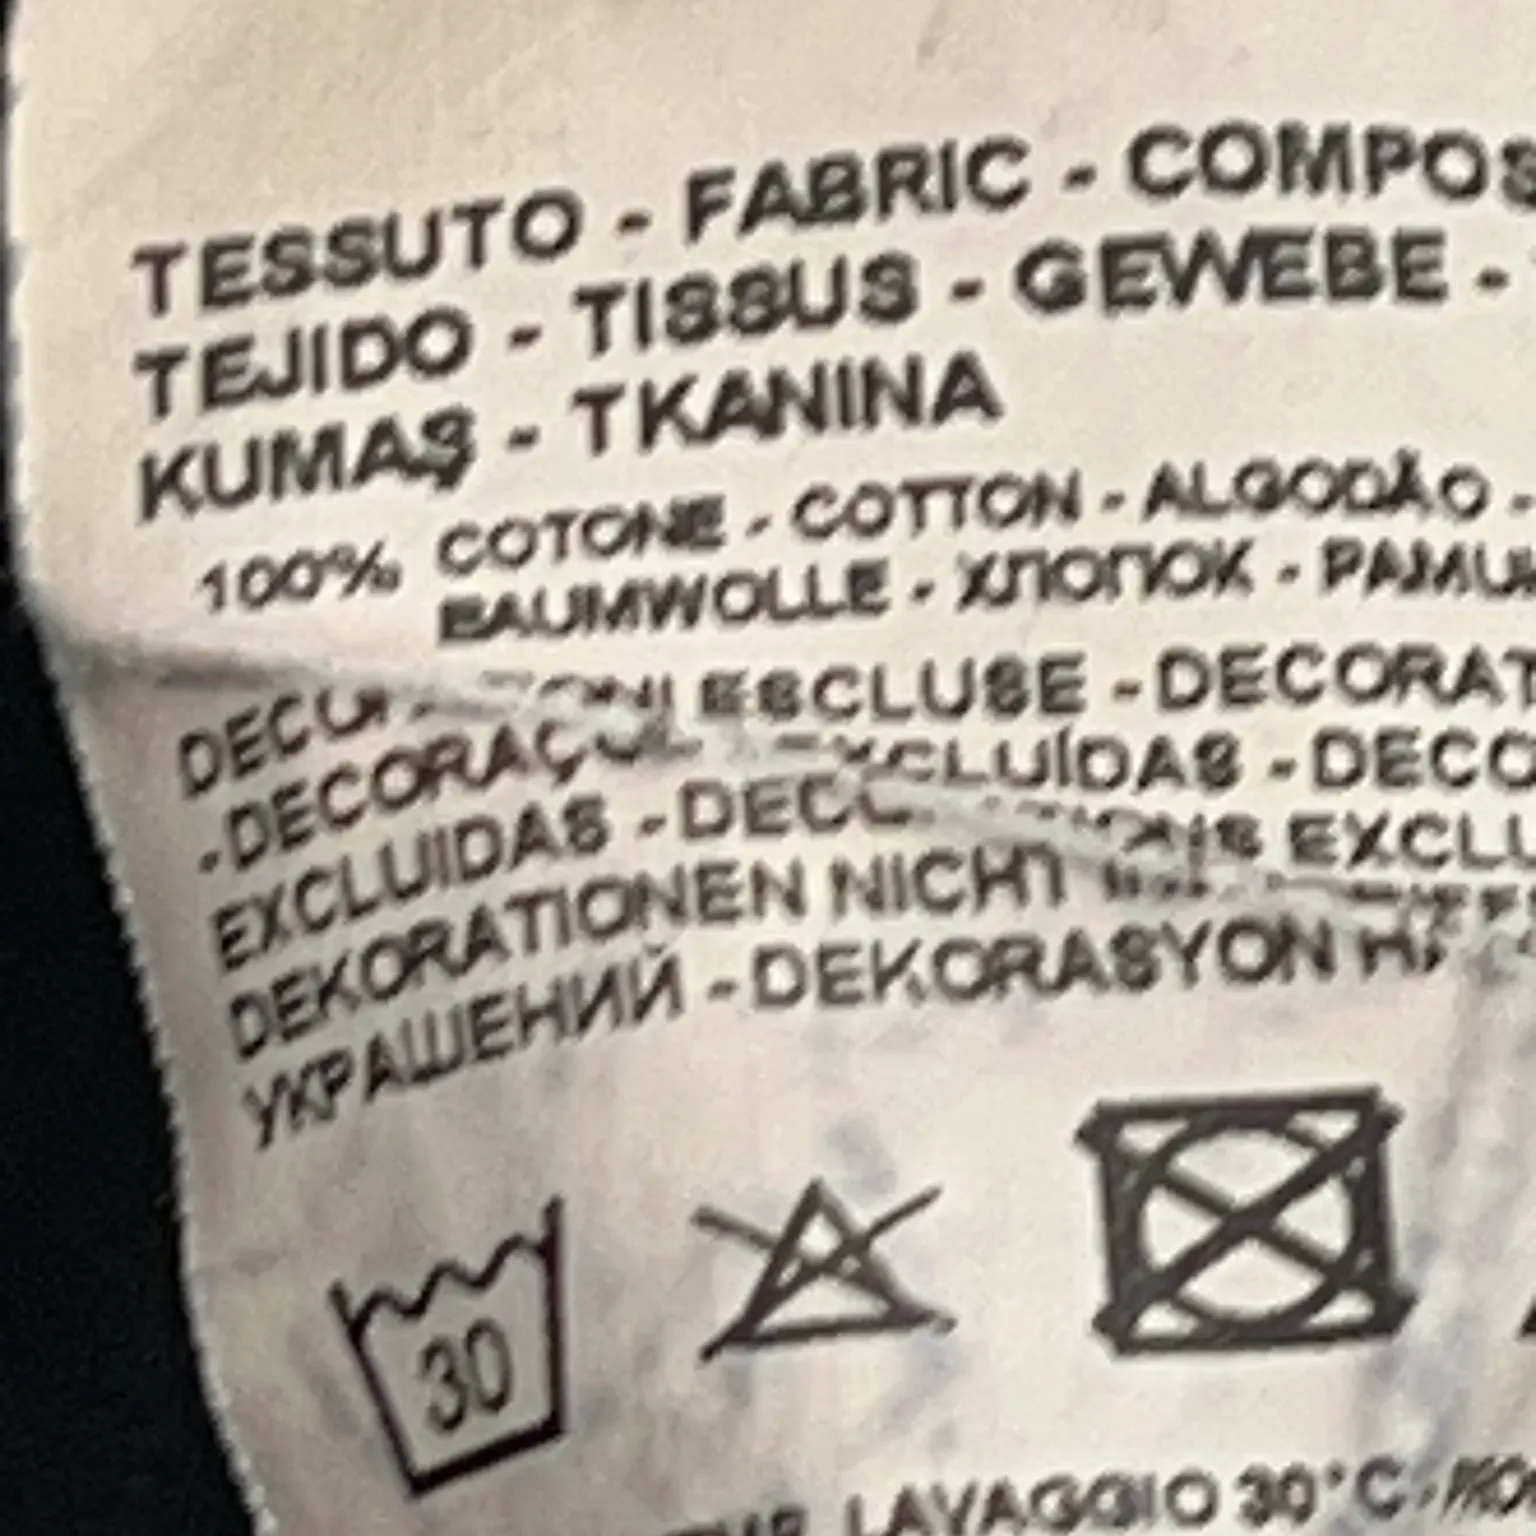 TESSUTO - FABRIC - COMPOS
TEJIDO - TISSUS - GEWEBE -
KUMAŞ - TKANINA
100% COTONE - COTTON - ALGODÃO -
BAUMWOLLE - ХЛОПОК - PAMU
ESCLUSE - DECORAT
EXCLUÍDAS - DECO
EXCLUIDAS - EXCLU
DEKORATIONEN NICHT
УКРАШЕНИЙ - DEKORASYON
30
LAVAGGIO 30°C -